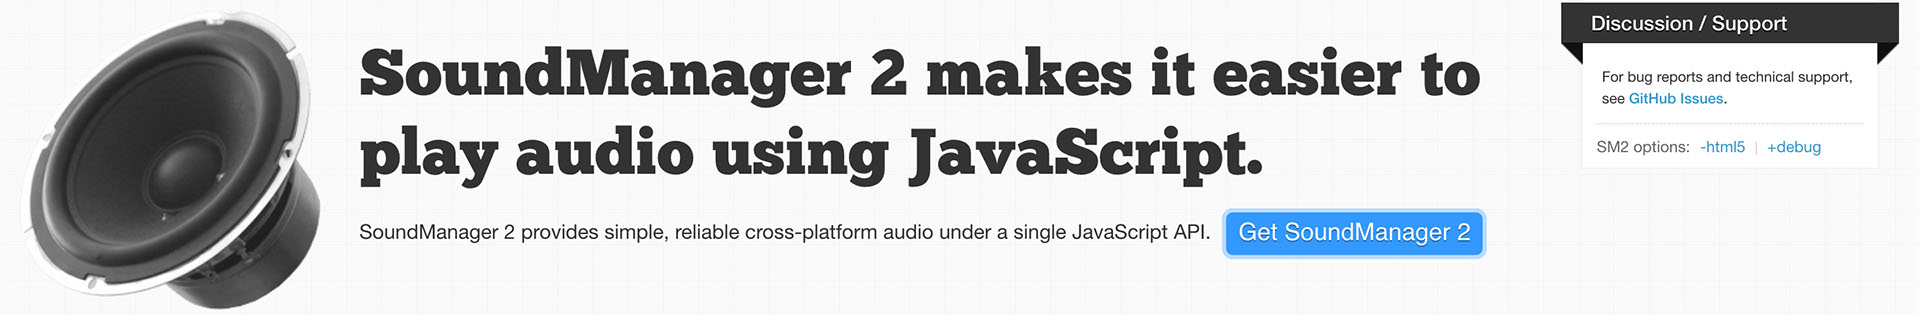 SoundManager 2 makes it easier to
play audio using JavaScript.
SoundManager 2 provides simple, reliable cross-platform audio under a single JavaScript API.
Get SoundManager 2
Discussion / Support
For bug reports and technical support,
see GitHub Issues.
SM2 options: -html5 | +debug